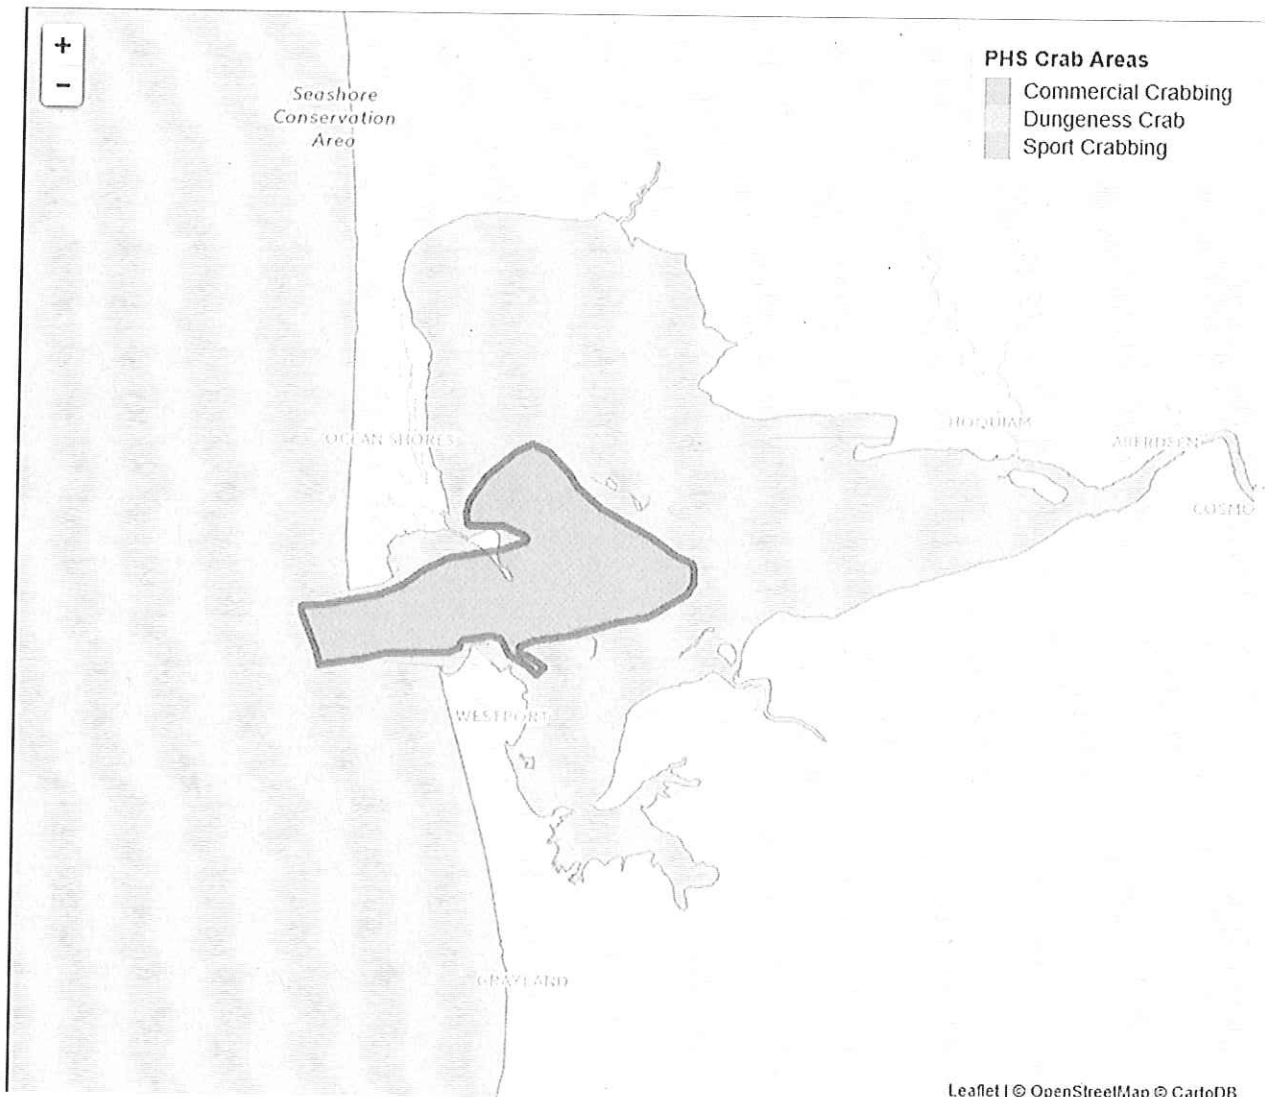 +
−
Seashore
Conservation
Area
PHS Crab Areas
Commercial Crabbing
Dungeness Crab
Sport Crabbing
OCEAN SHORES
HOQUIAM
ABERDEEN
COSMO
WESTPORT
GRAYLAND
Leaflet | © OpenStreetMap © CartoDB